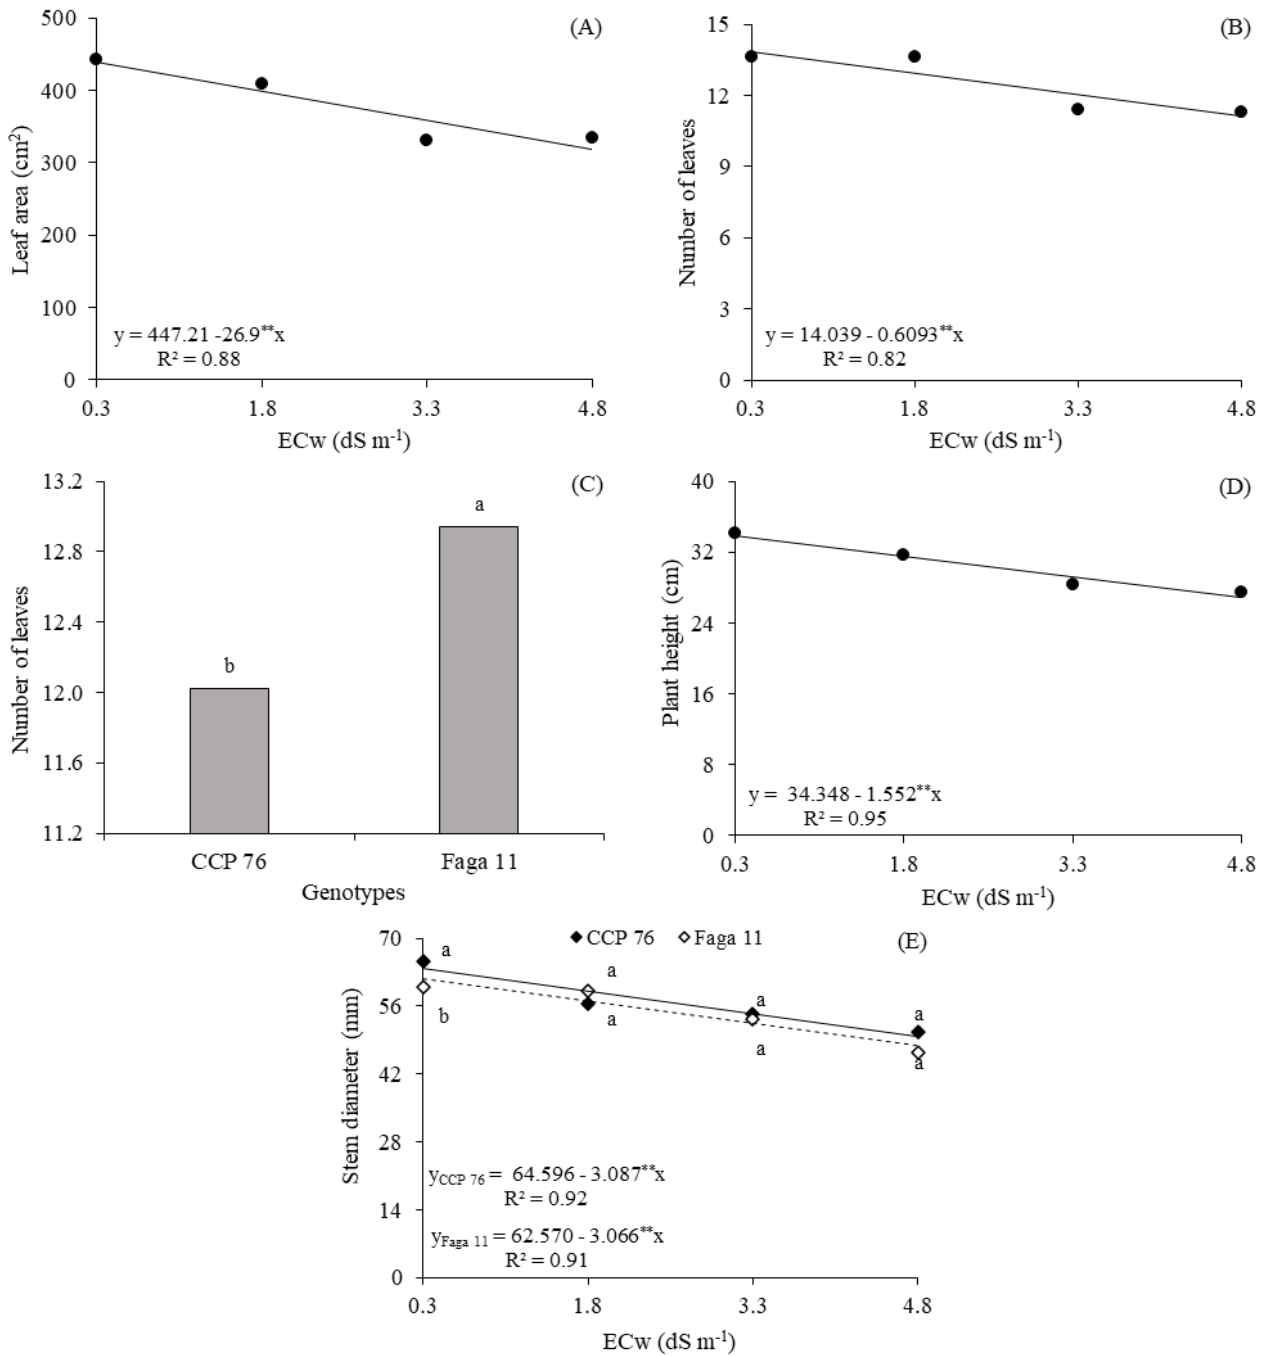 (A)
500
400
300
200
100
0
Leaf area (cm²)
y = 447.21 -26.9**x
R² = 0.88
0.3 1.8 3.3 4.8
ECw (dS m⁻¹)
(B)
15
12
9
6
3
0
Number of leaves
y = 14.039 - 0.6093**x
R² = 0.82
0.3 1.8 3.3 4.8
ECw (dS m⁻¹)
(C)
13.2
12.8
12.4
12.0
11.6
11.2
Number of leaves
b
a
CCP 76 Faga 11
Genotypes
(D)
40
32
24
16
8
0
Plant height (cm)
y = 34.348 - 1.552**x
R² = 0.95
0.3 1.8 3.3 4.8
ECw (dS m⁻¹)
CCP 76 Faga 11
(E)
70
56
42
28
14
0
Stem diameter (mm)
a a a a
b a a a
yCCP 76 = 64.596 - 3.087**x
R² = 0.92
yFaga 11 = 62.570 - 3.066**x
R² = 0.91
0.3 1.8 3.3 4.8
ECw (dS m⁻¹)